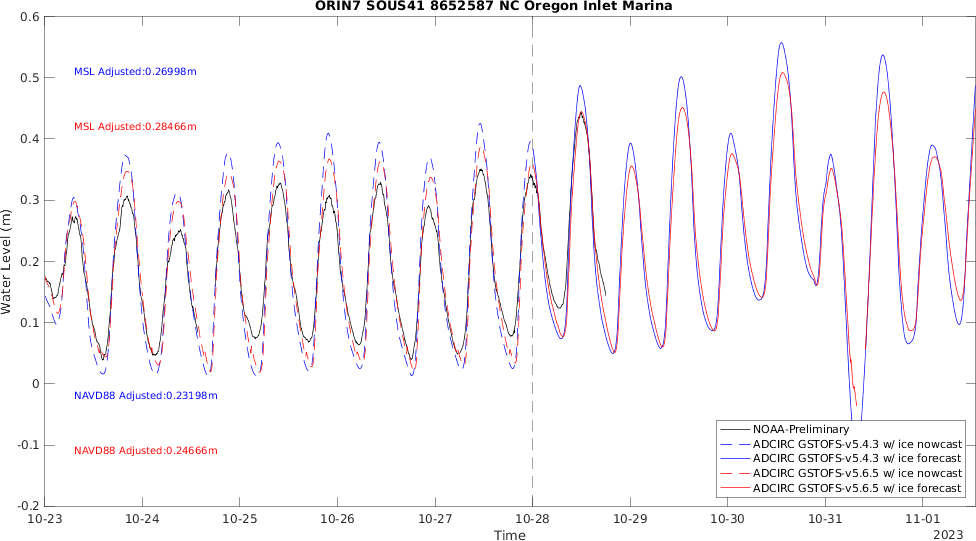 ORIN7 SOUS41 8652587 NC Oregon Inlet Marina
0.6
0.5
0.4
0.3
0.2
0.1
0
-0.1
-0.2
Water Level (m)
MSL Adjusted:0.26998m
MSL Adjusted:0.28466m
NAVD88 Adjusted:0.23198m
NAVD88 Adjusted:0.24666m
NOAA-Preliminary
ADCIRC GSTOFS-v5.4.3 w/ ice nowcast
ADCIRC GSTOFS-v5.4.3 w/ ice forecast
ADCIRC GSTOFS-v5.6.5 w/ ice nowcast
ADCIRC GSTOFS-v5.6.5 w/ ice forecast
10-23 10-24 10-25 10-26 10-27 10-28 10-29 10-30 10-31 11-01
Time
2023